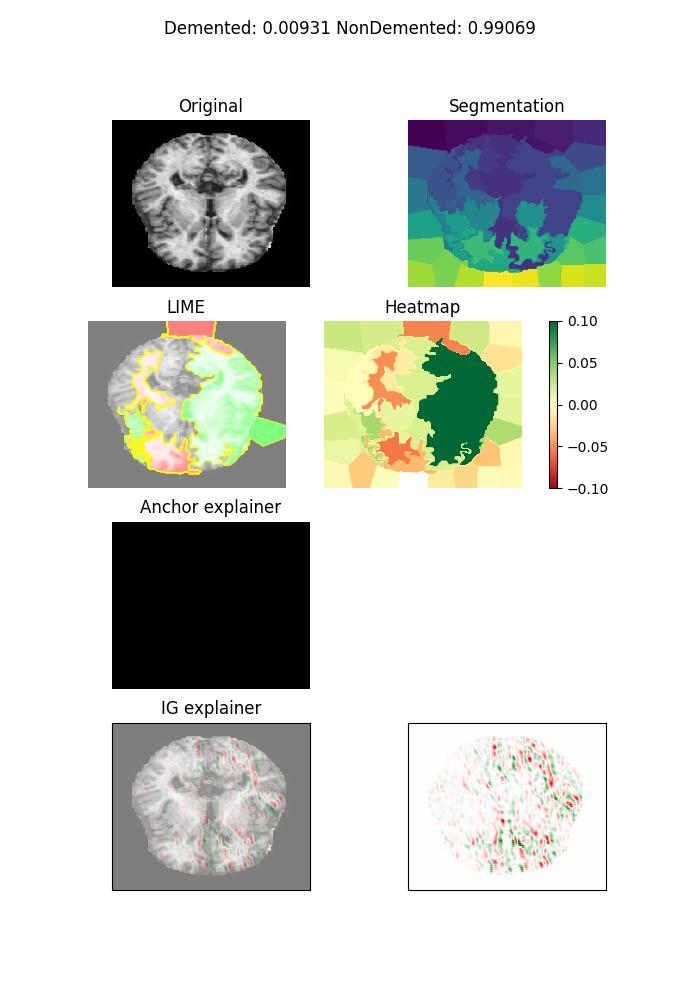 Demented: 0.00931 NonDemented: 0.99069
Original
Segmentation
LIME
Heatmap
0.10
0.05
0.00
−0.05
−0.10
Anchor explainer
IG explainer